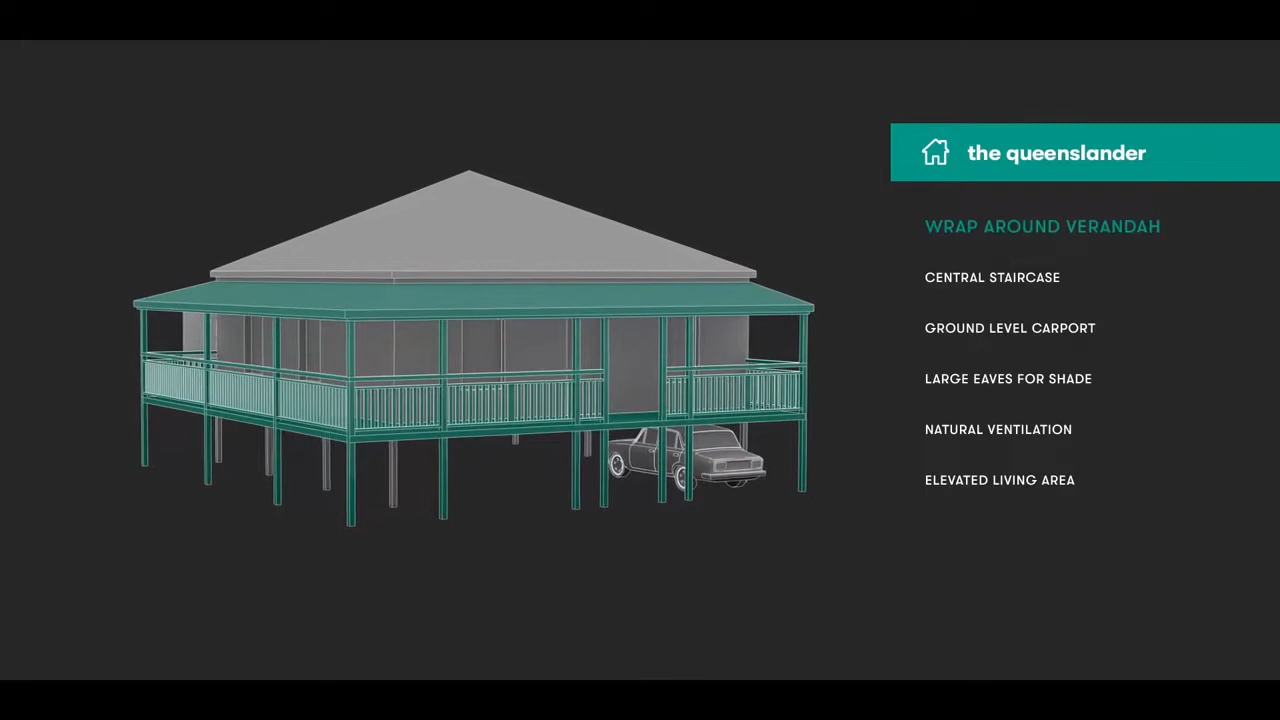 the queenslander
WRAP AROUND VERANDAH
CENTRAL STAIRCASE
GROUND LEVEL CARPORT
LARGE EAVES FOR SHADE
NATURAL VENTILATION
ELEVATED LIVING AREA